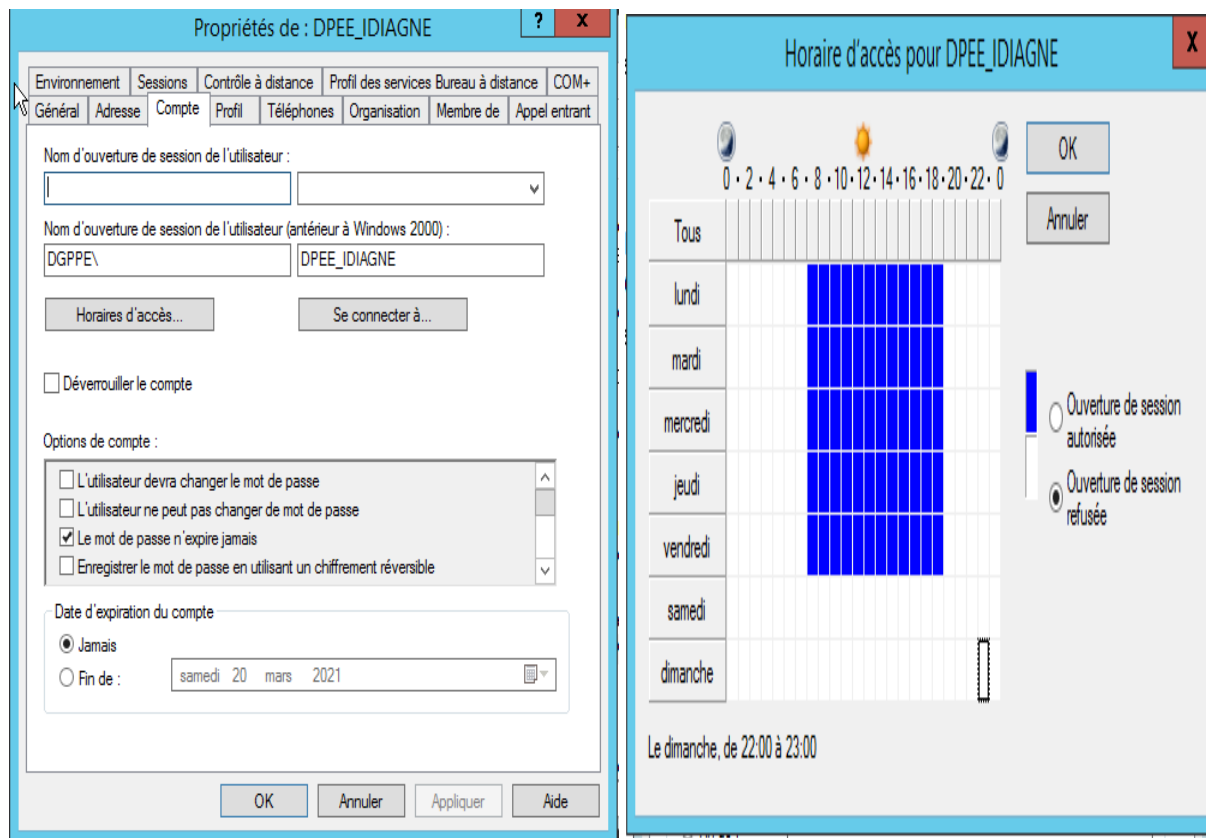 Propriétés de : DPEE_IDIAGNE
? X
Environnement Sessions Contrôle à distance Profil des services Bureau à distance COM+
Général Adresse Compte Profil Téléphones Organisation Membre de Appel entrant
Nom d'ouverture de session de l'utilisateur :
Nom d'ouverture de session de l'utilisateur (antérieur à Windows 2000) :
DGPPE\ DPEE_IDIAGNE
Horaires d'accès... Se connecter à...
Déverrouiller le compte
Options de compte :
L'utilisateur devra changer le mot de passe
L'utilisateur ne peut pas changer de mot de passe
Le mot de passe n'expire jamais
Enregistrer le mot de passe en utilisant un chiffrement réversible
Date d'expiration du compte
Jamais
Fin de : samedi 20 mars 2021
OK Annuler Appliquer Aide
Horaire d'accès pour DPEE_IDIAGNE
X
0 · 2 · 4 · 6 · 8 · 10 · 12 · 14 · 16 · 18 · 20 · 22 · 0
OK
Annuler
Tous
lundi
mardi
mercredi
jeudi
vendredi
samedi
dimanche
Ouverture de session
autorisée
Ouverture de session
refusée
Le dimanche, de 22:00 à 23:00